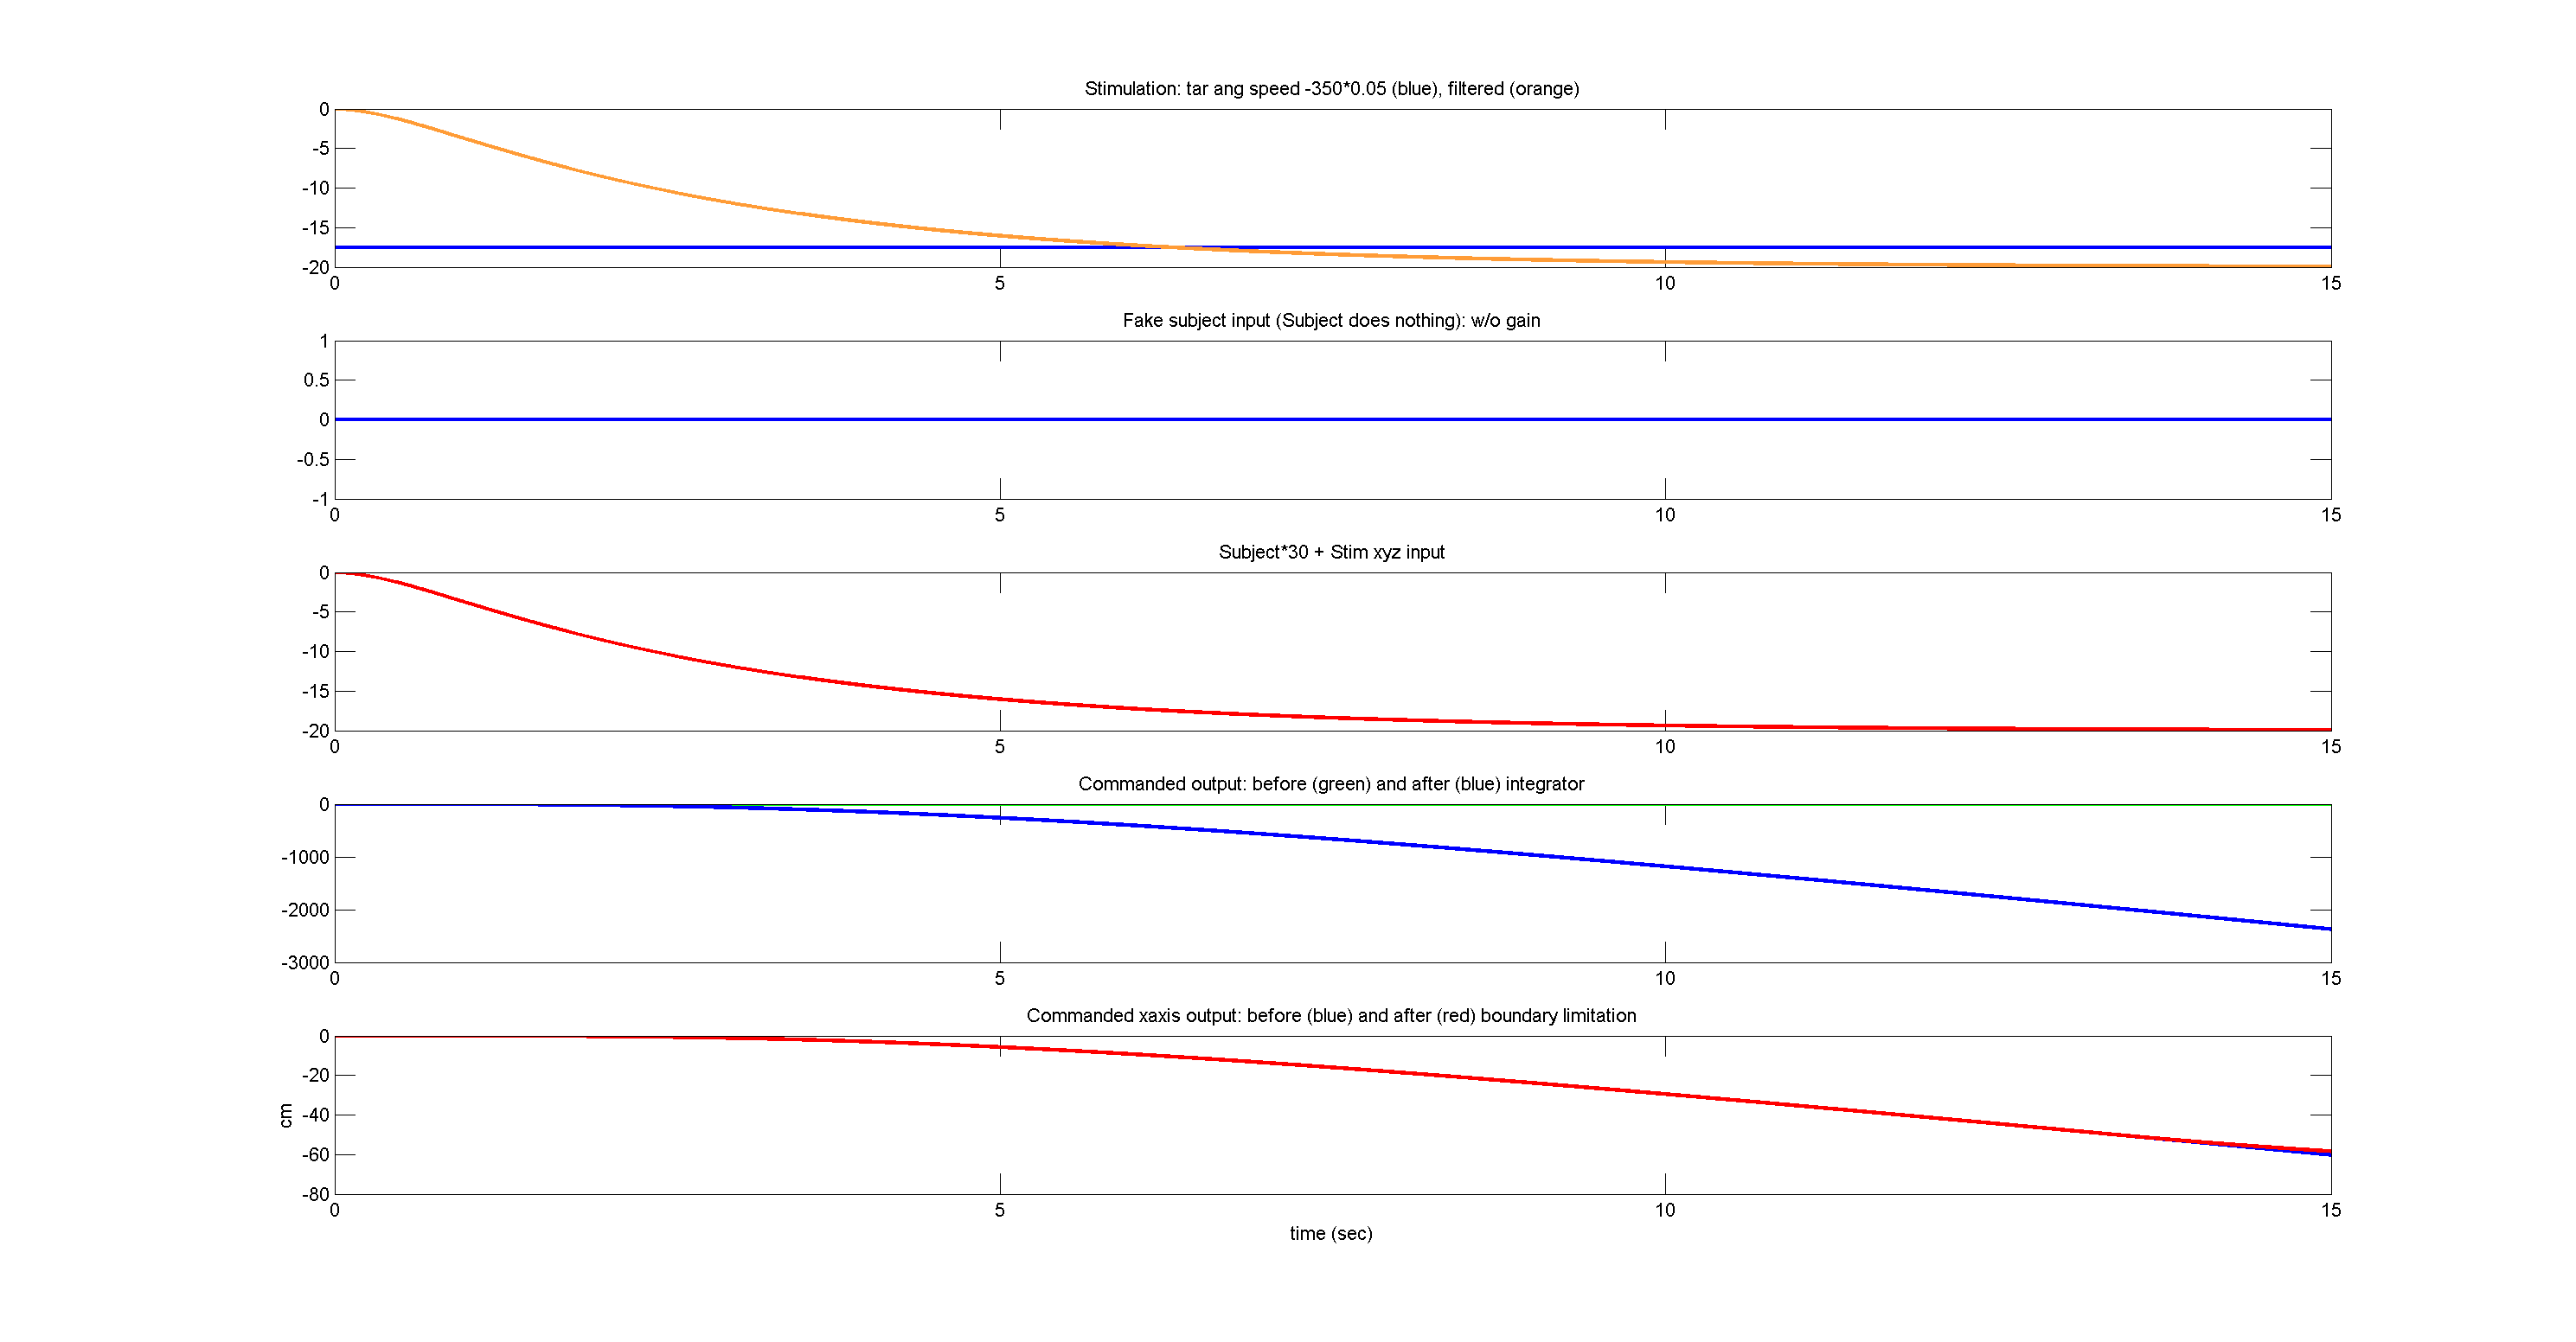 Stimulation: tar ang speed -350*0.05 (blue), filtered (orange)
0
-5
-10
-15
-20
0 5 10 15
Fake subject input (Subject does nothing): w/o gain
1
0.5
0
-0.5
-1
0 5 10 15
Subject*30 + Stim xyz input
0
-5
-10
-15
-20
0 5 10 15
Commanded output: before (green) and after (blue) integrator
0
-1000
-2000
-3000
0 5 10 15
Commanded xaxis output: before (blue) and after (red) boundary limitation
0
-20
-40
-60
-80
cm
0 5 10 15
time (sec)